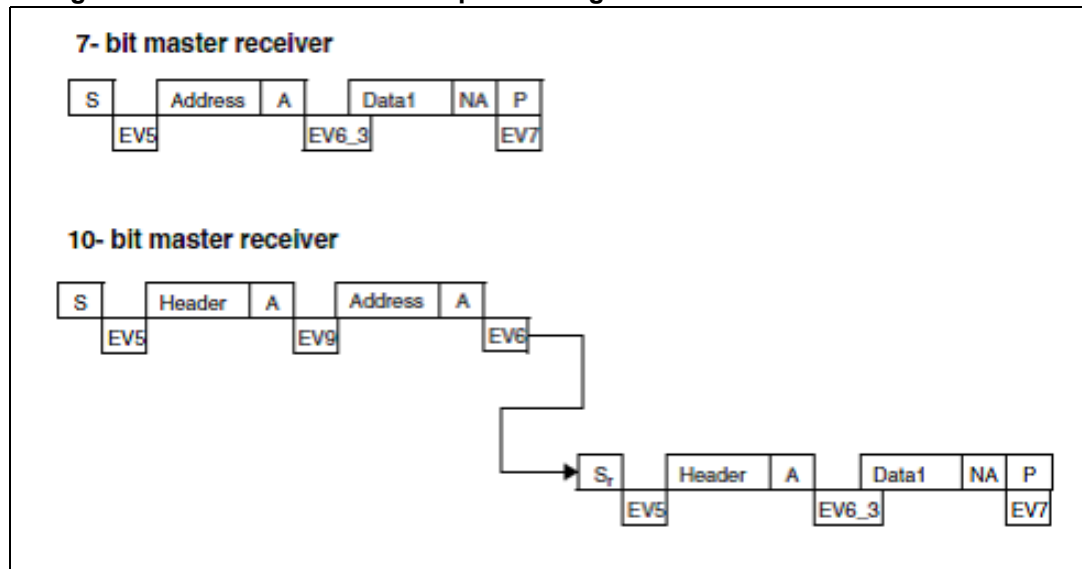 7- bit master receiver
S Address A Data1 NA P
EV5 EV6_3 EV7
10- bit master receiver
S Header A Address A
EV5 EV9 EV6
Sr Header A Data1 NA P
EV5 EV6_3 EV7